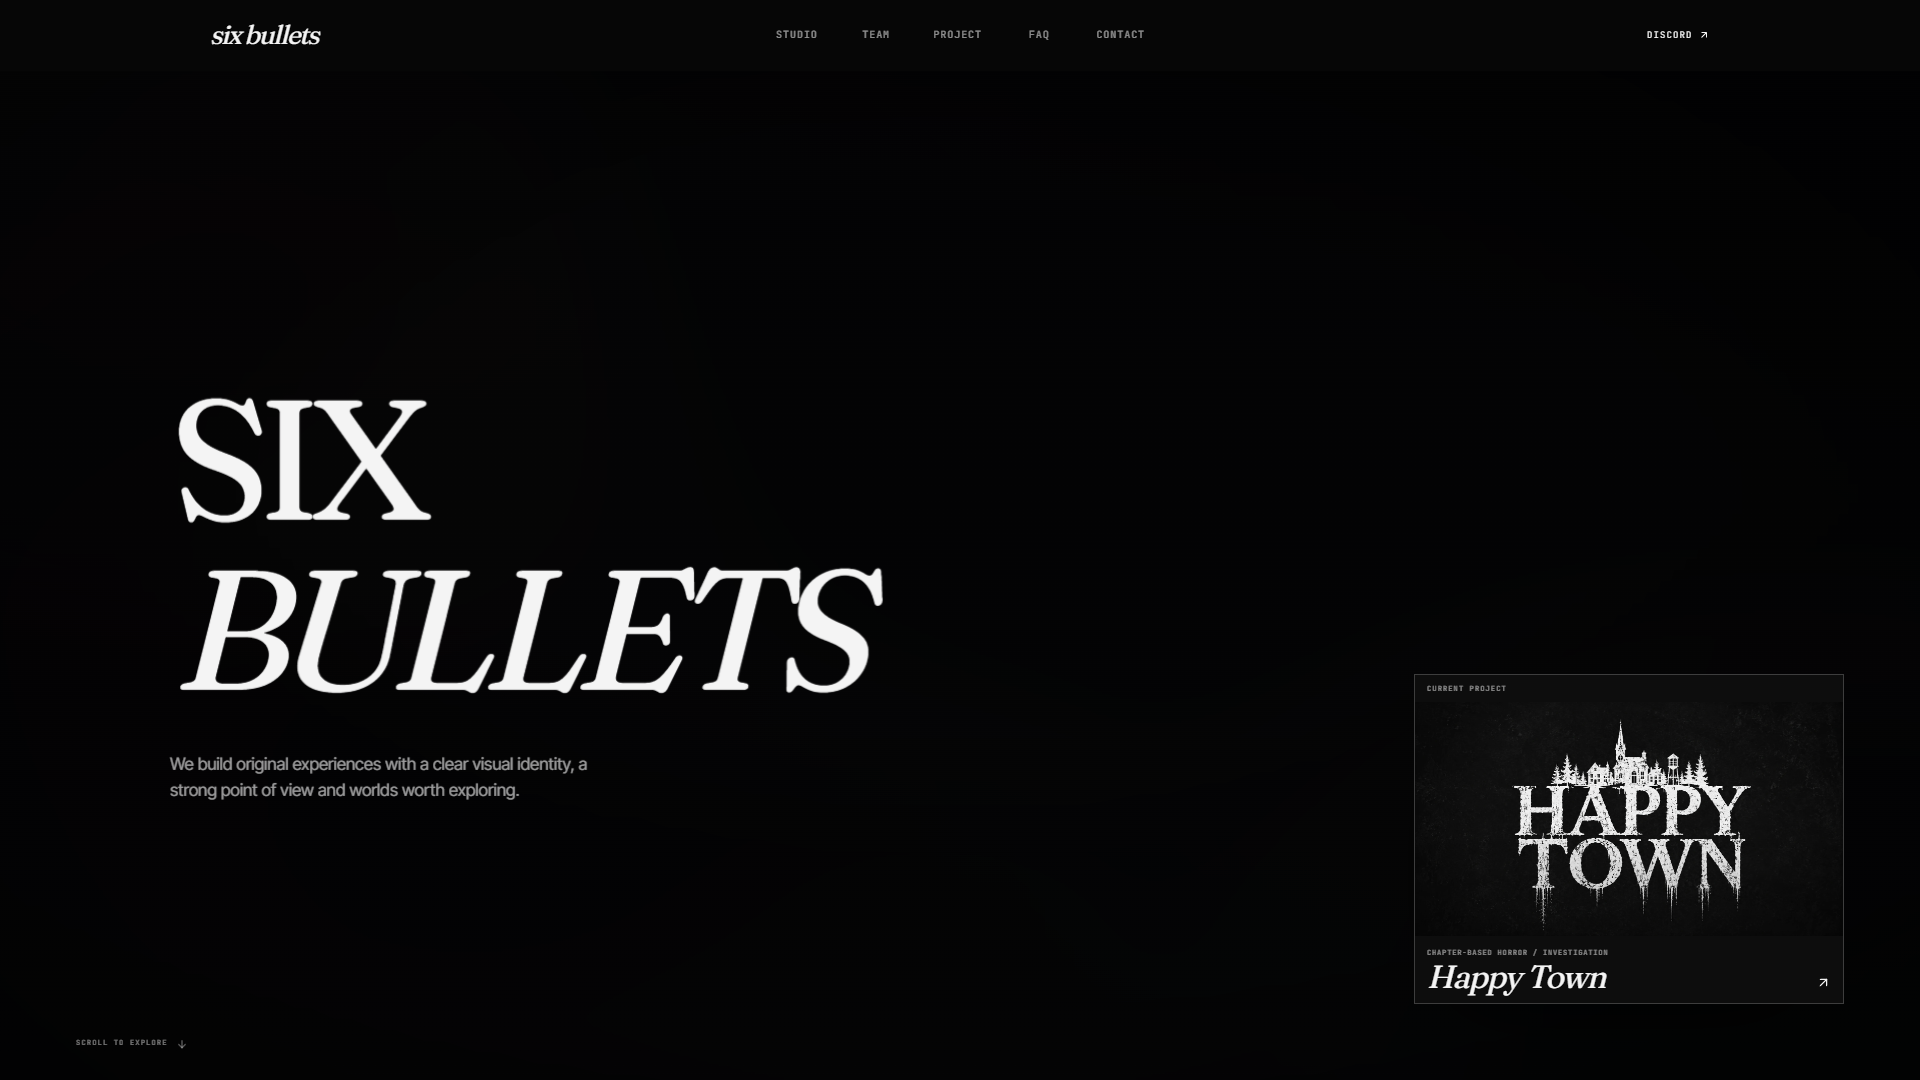 six bullets
STUDIO
TEAM
PROJECT
FAQ
CONTACT
DISCORD
SIX
BULLETS
We build original experiences with a clear visual identity, a
strong point of view and worlds worth exploring.
CURRENT PROJECT
HAPPY
TOWN
CHAPTER-BASED HORROR / INVESTIGATION
Happy Town
SCROLL TO EXPLORE